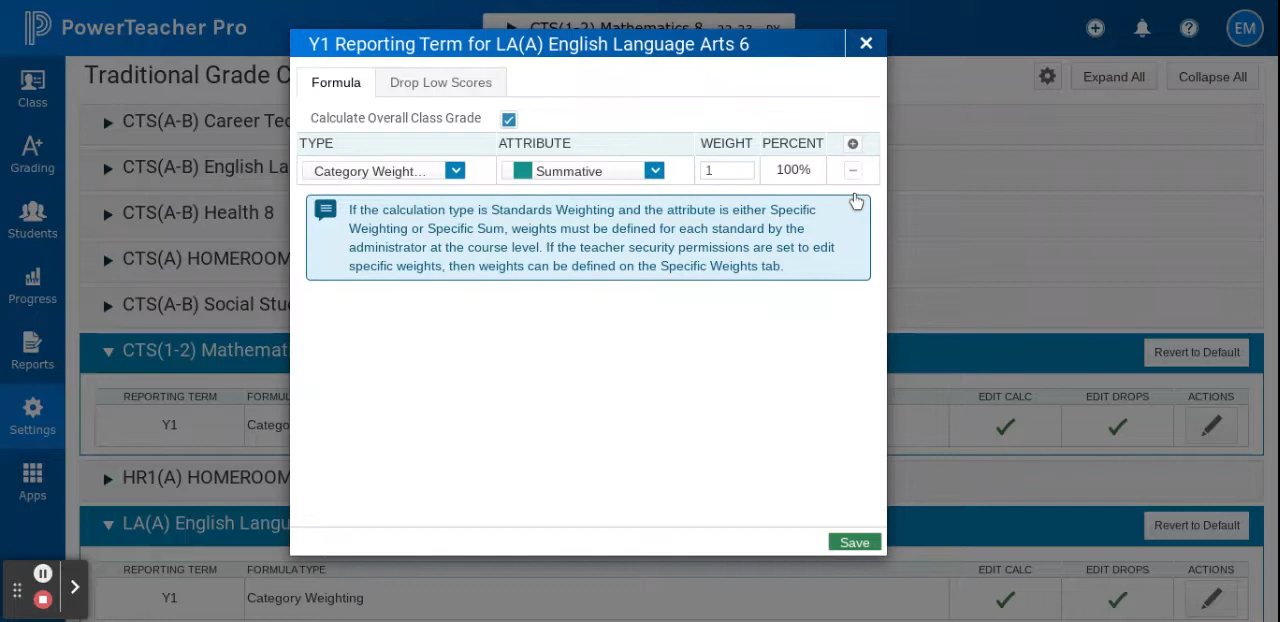 PowerTeacher Pro
CTS(1-2) Mathematics 8
EM
Class
Grading
Students
Progress
Reports
Settings
Apps
Traditional Grade C
Expand All
Collapse All
CTS(A-B) Career Tec
CTS(A-B) English La
CTS(A-B) Health 8
CTS(A) HOMEROOM
CTS(A-B) Social Stu
CTS(1-2) Mathemat
Revert to Default
REPORTING TERM
FORMUL
EDIT CALC
EDIT DROPS
ACTIONS
Y1
Catego
HR1(A) HOMEROOM
LA(A) English Langu
Revert to Default
REPORTING TERM
FORMULA TYPE
EDIT CALC
EDIT DROPS
ACTIONS
Y1
Category Weighting
Y1 Reporting Term for LA(A) English Language Arts 6
Formula
Drop Low Scores
Calculate Overall Class Grade
TYPE
ATTRIBUTE
WEIGHT
PERCENT
Category Weight...
Summative
1
100%
If the calculation type is Standards Weighting and the attribute is either Specific
Weighting or Specific Sum, weights must be defined for each standard by the
administrator at the course level. If the teacher security permissions are set to edit
specific weights, then weights can be defined on the Specific Weights tab.
Save